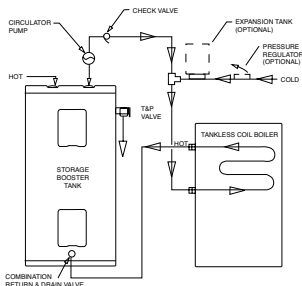 CHECK VALVE
CIRCULATOR
PUMP
EXPANSION TANK
(OPTIONAL)
PRESSURE
REGULATOR
(OPTIONAL)
HOT
COLD
T&P
VALVE
TANKLESS COIL BOILER
HOT
STORAGE
BOOSTER
TANK
COMBINATION
RETURN & DRAIN VALVE